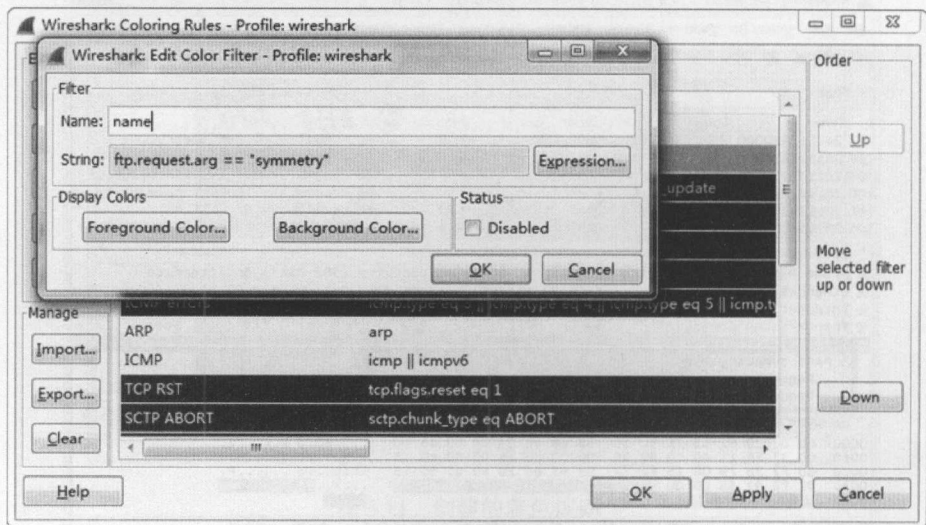 Wireshark: Coloring Rules - Profile: wireshark
Wireshark: Edit Color Filter - Profile: wireshark
Filter
Name: name
String: ftp.request.arg == "symmetry" Expression...
Display Colors
Foreground Color... Background Color...
Status
Disabled
OK Cancel
_update
ICMP errors icmp.type eq 3 || icmp.type eq 4 || icmp.type eq 5 || icmp.ty
ARP arp
ICMP icmp || icmpv6
TCP RST tcp.flags.reset eq 1
SCTP ABORT sctp.chunk_type eq ABORT
Manage
Import...
Export...
Clear
Order
Up
Move
selected filter
up or down
Down
Help OK Apply Cancel